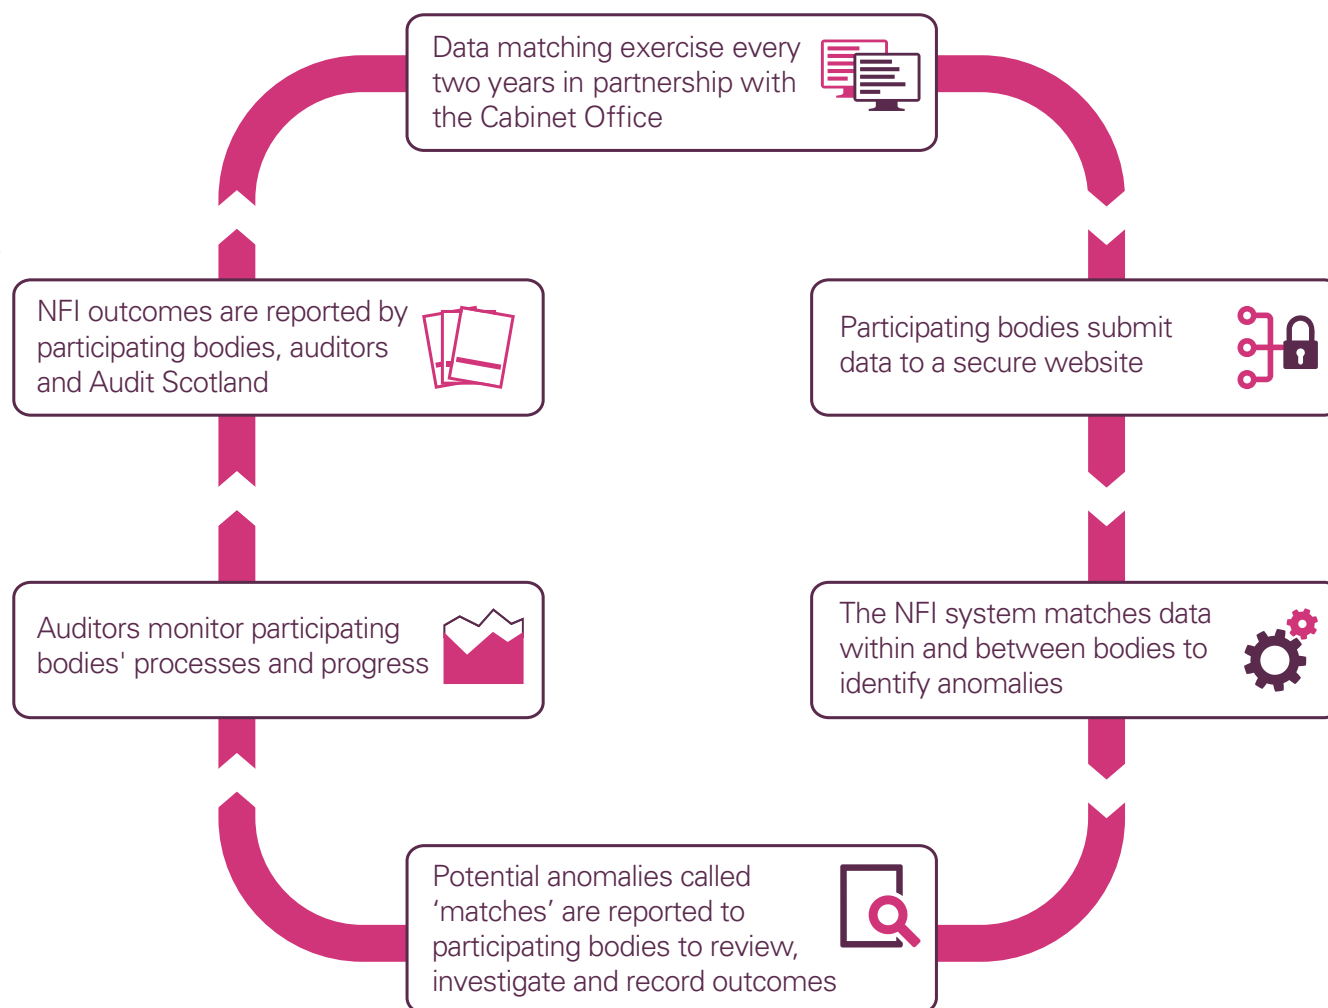 Data matching exercise every
two years in partnership with
the Cabinet Office
Participating bodies submit
data to a secure website
The NFI system matches data
within and between bodies to
identify anomalies
Potential anomalies called
‘matches’ are reported to
participating bodies to review,
investigate and record outcomes
Auditors monitor participating
bodies' processes and progress
NFI outcomes are reported by
participating bodies, auditors
and Audit Scotland